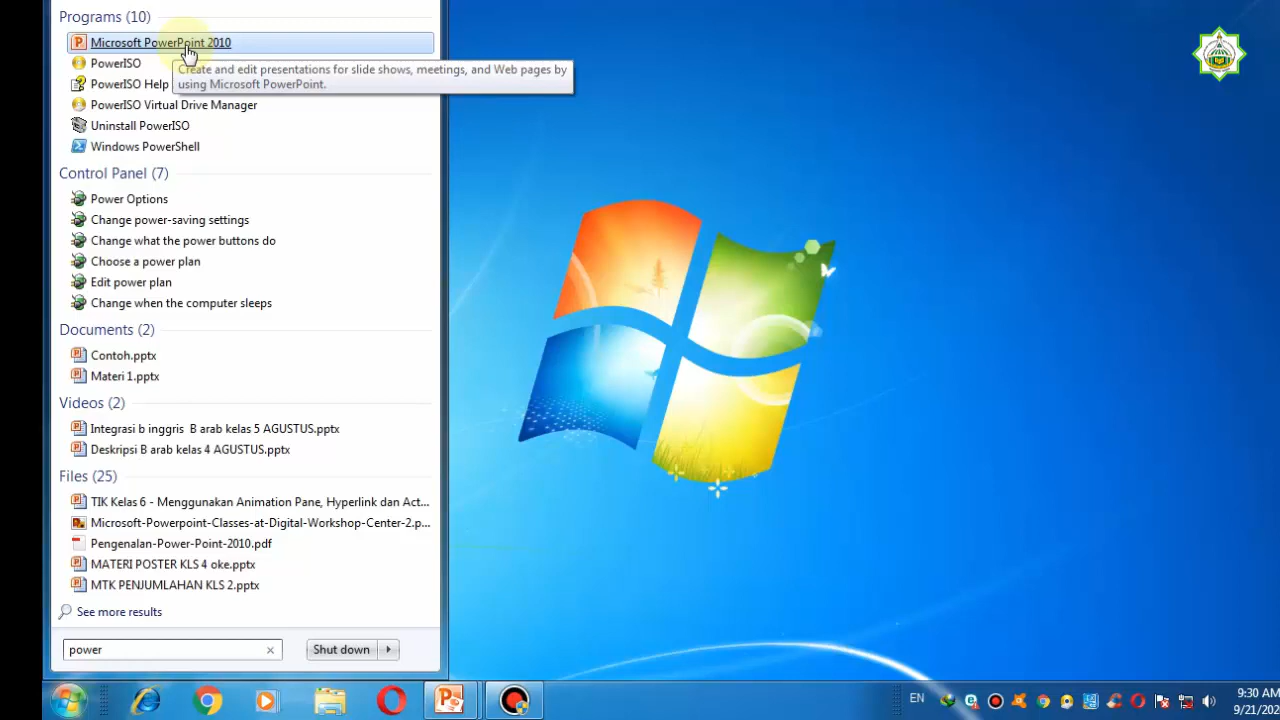 Programs (10)
Microsoft PowerPoint 2010
PowerISO
Create and edit presentations for slide shows, meetings, and Web pages by
PowerISO Help
using Microsoft PowerPoint.
PowerISO Virtual Drive Manager
Uninstall PowerISO
Windows PowerShell
Control Panel (7)
Power Options
Change power-saving settings
Change what the power buttons do
Choose a power plan
Edit power plan
Change when the computer sleeps
Documents (2)
Contoh.pptx
Materi 1.pptx
Videos (2)
Integrasi b inggris  B arab kelas 5 AGUSTUS.pptx
Deskripsi B arab kelas 4 AGUSTUS.pptx
Files (25)
TIK Kelas 6 - Menggunakan Animation Pane, Hyperlink dan Act...
Microsoft-Powerpoint-Classes-at-Digital-Workshop-Center-2.p...
Pengenalan-Power-Point-2010.pdf
MATERI POSTER KLS 4 oke.pptx
MTK PENJUMLAHAN KLS 2.pptx
See more results
power
Shut down
EN
9:30 AM
9/21/202